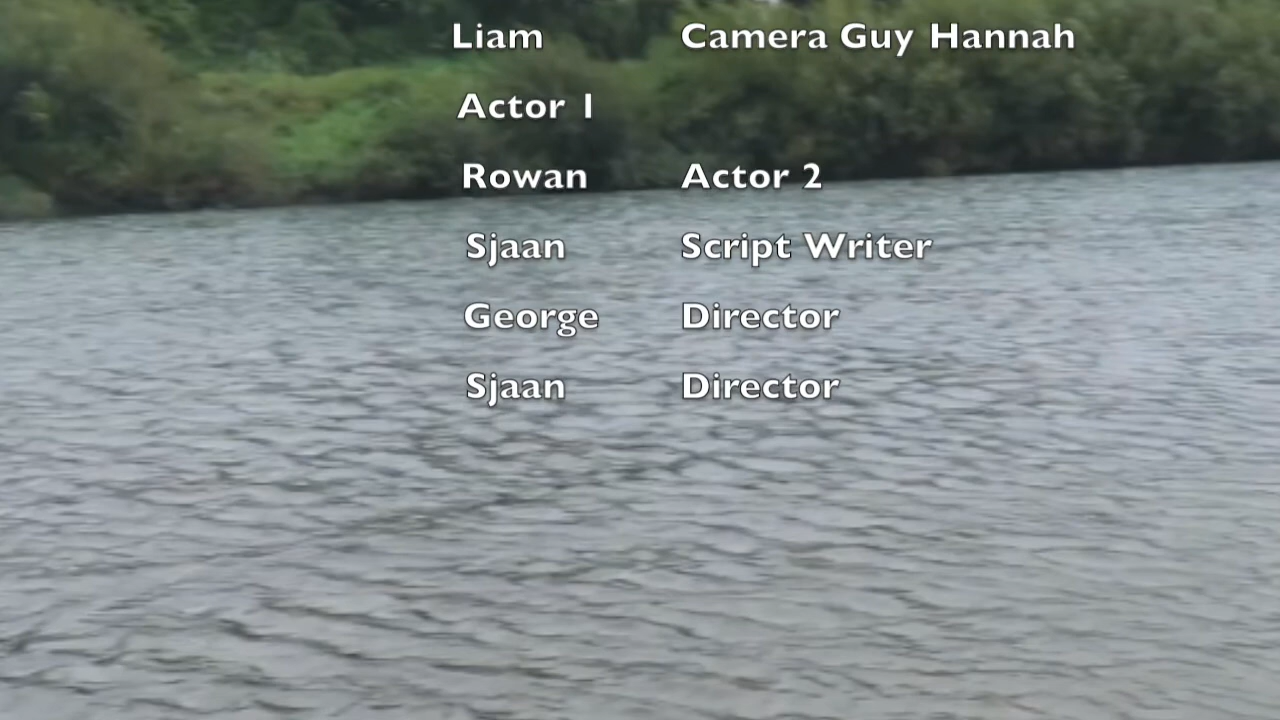 Liam Camera Guy Hannah
Actor 1
Rowan Actor 2
Sjaan Script Writer
George Director
Sjaan Director